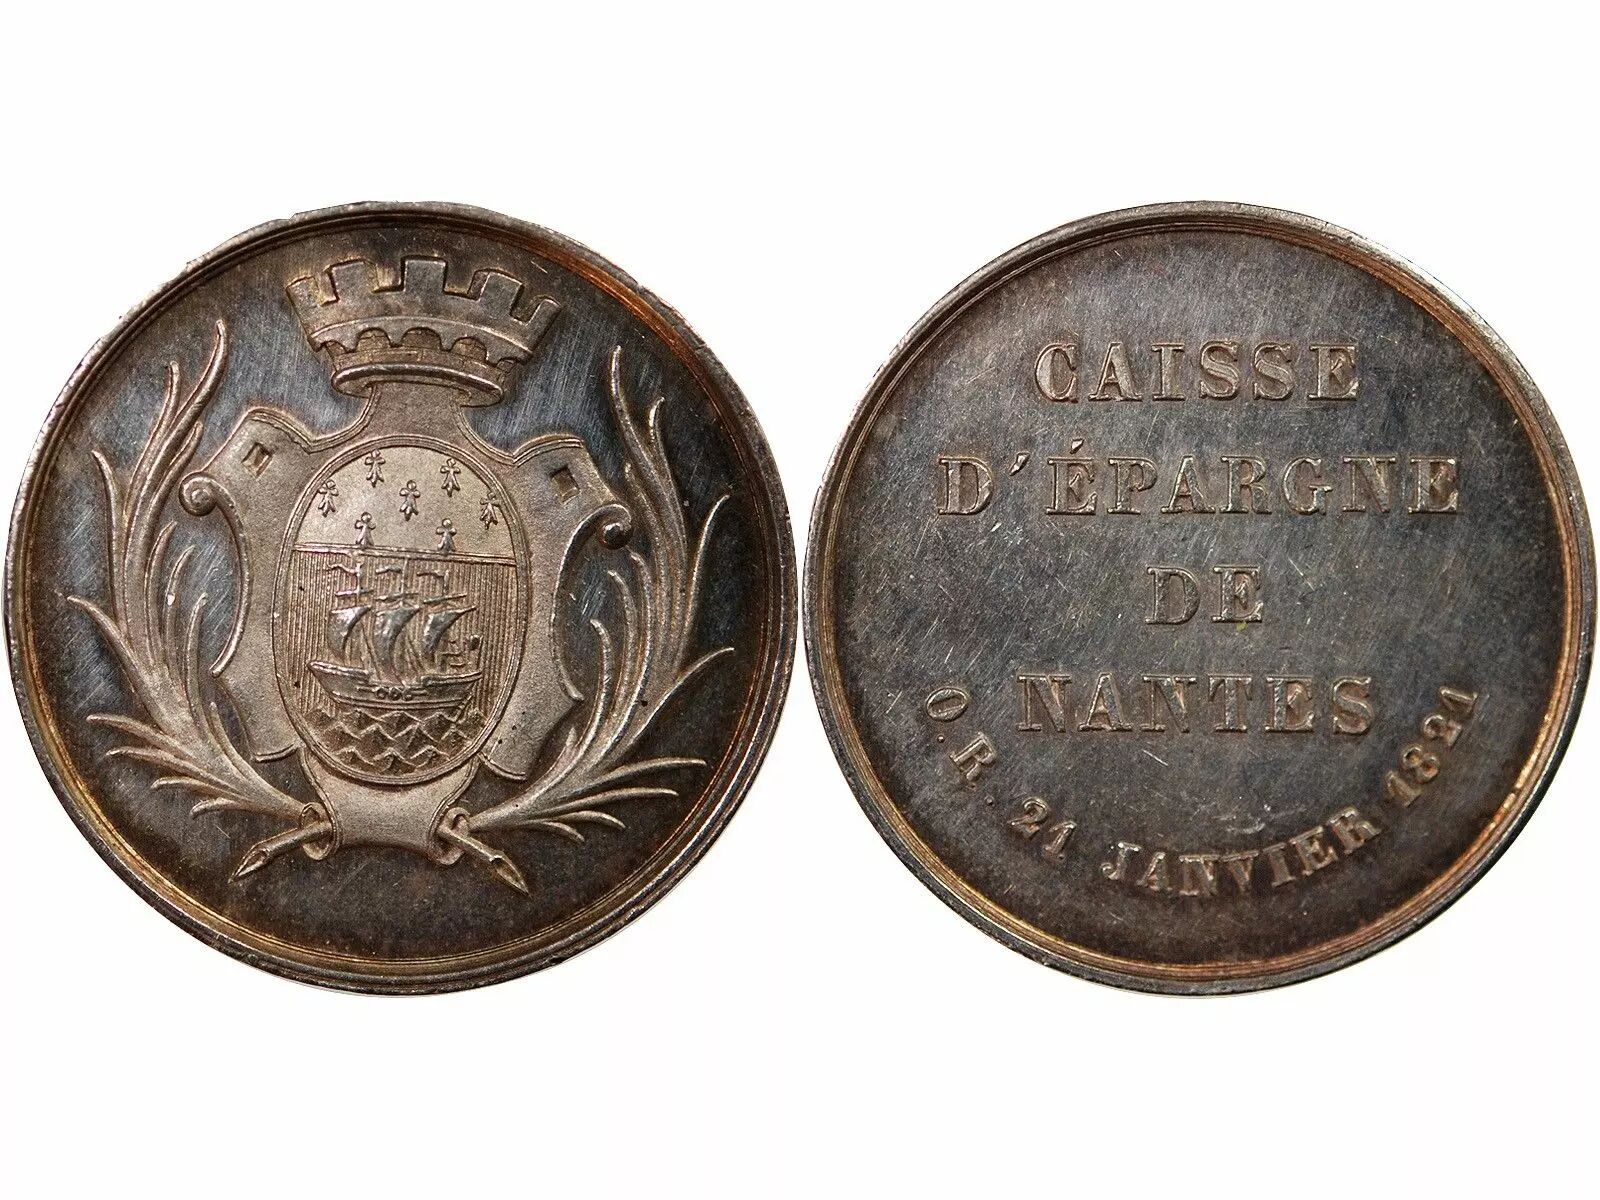 CAISSE
D'ÉPARGNE
DE
NANTES
O.R. 21 JANVIER 1821